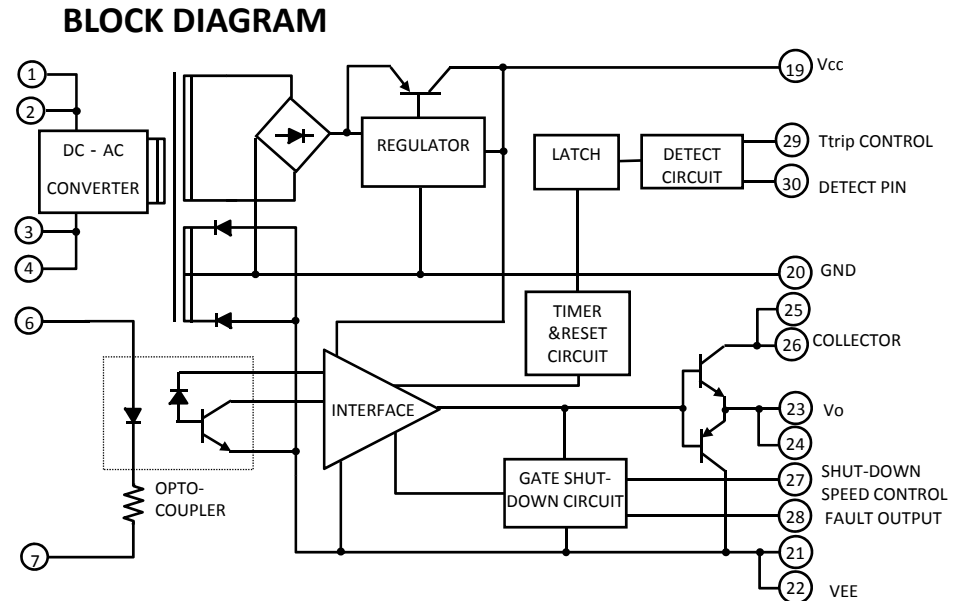 BLOCK DIAGRAM
1
2
DC - AC
CONVERTER
3
4
6
7
OPTO-
COUPLER
REGULATOR
LATCH
DETECT
CIRCUIT
TIMER
&RESET
CIRCUIT
INTERFACE
GATE SHUT-
DOWN CIRCUIT
19 Vcc
29 Ttrip CONTROL
30 DETECT PIN
20 GND
25
26 COLLECTOR
23 Vo
24
27 SHUT-DOWN
SPEED CONTROL
28 FAULT OUTPUT
21
22 VEE